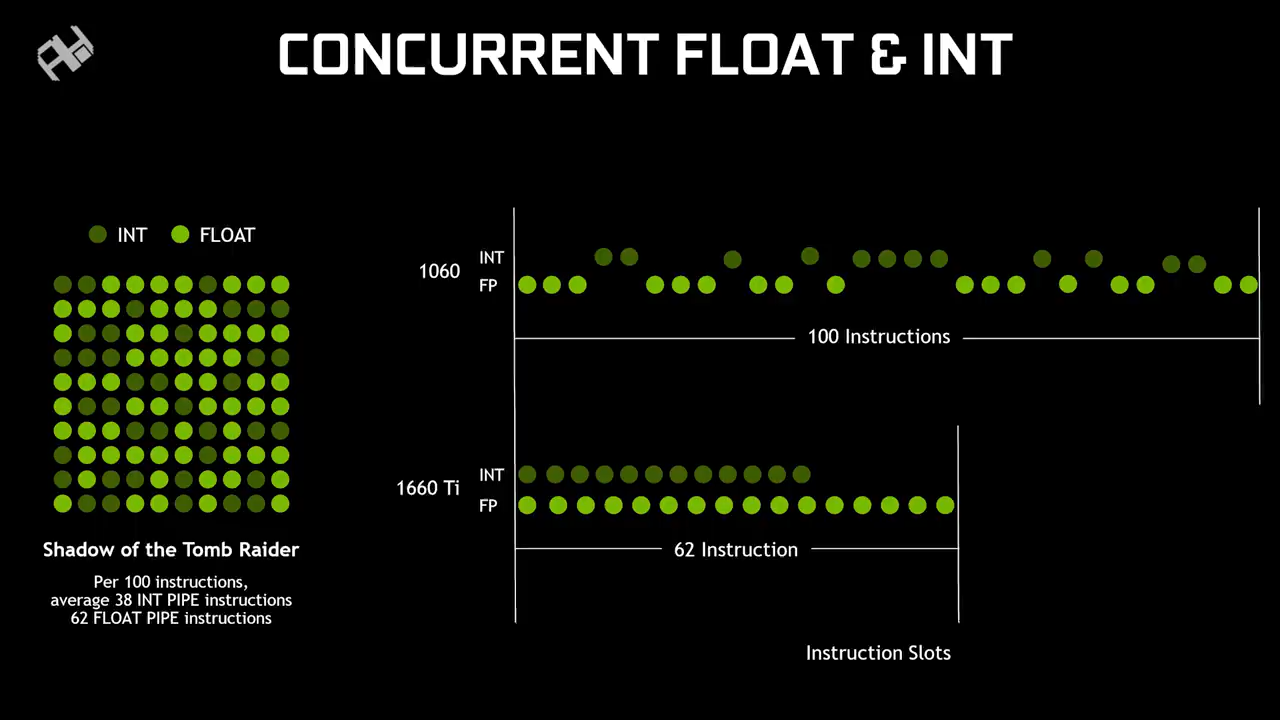 CONCURRENT FLOAT & INT
INT
FLOAT
Shadow of the Tomb Raider
Per 100 instructions,
average 38 INT PIPE instructions
62 FLOAT PIPE instructions
1060
INT
FP
100 Instructions
1660 Ti
INT
FP
62 Instruction
Instruction Slots